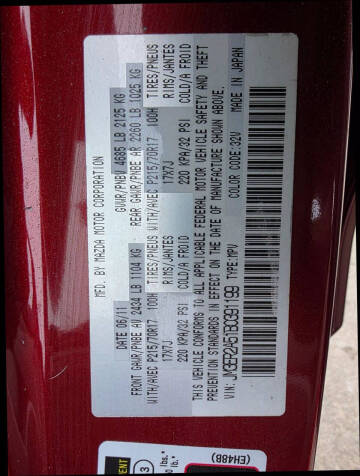 MFD. BY MAZDA MOTOR CORPORATION
DATE: 06/11 GVWR/PNBV 4685 LB 2125 KG
FRONT GAWR/PNBE AV 2434 LB 1104 KG REAR GAWR/PNBE AR 2260 LB 1025 KG
WITH/AVEC P215/70R17 100H TIRES/PNEUS WITH/AVEC P215/70R17 100H TIRES/PNEUS
17X7J RIMS/JANTES 17X7J RIMS/JANTES
220 KPA/32 PSI COLD/A FROID 220 KPA/32 PSI COLD/A FROID
THIS VEHICLE CONFORMS TO ALL APPLICABLE FEDERAL MOTOR VEHICLE SAFETY AND THEFT
PREVENTION STANDARDS IN EFFECT ON THE DATE OF MANUFACTURE SHOWN ABOVE.
VIN: TYPE: MPV COLOR CODE: 32V MADE IN JAPAN
(EH48B)